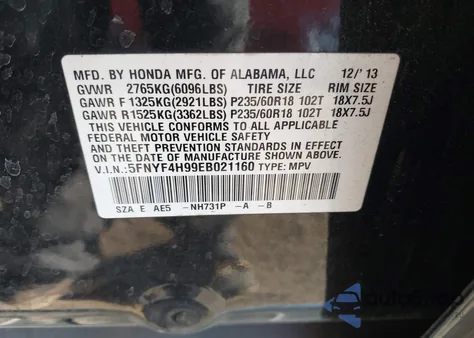 MFD. BY HONDA MFG. OF ALABAMA, LLC 12/'13
GVWR 2765KG(6096LBS) TIRE SIZE RIM SIZE
GAWR F 1325KG(2921LBS) P235/60R18 102T 18X7.5J
GAWR R 1525KG(3362LBS) P235/60R18 102T 18X7.5J
THIS VEHICLE CONFORMS TO ALL APPLICABLE
FEDERAL MOTOR VEHICLE SAFETY
STANDARDS IN EFFECT ON THE DATE OF
MANUFACTURE SHOWN ABOVE.
V.I.N.:5FNYF4H99EB021160 TYPE: MPV
SZA E AE5 -NH731P -A -B